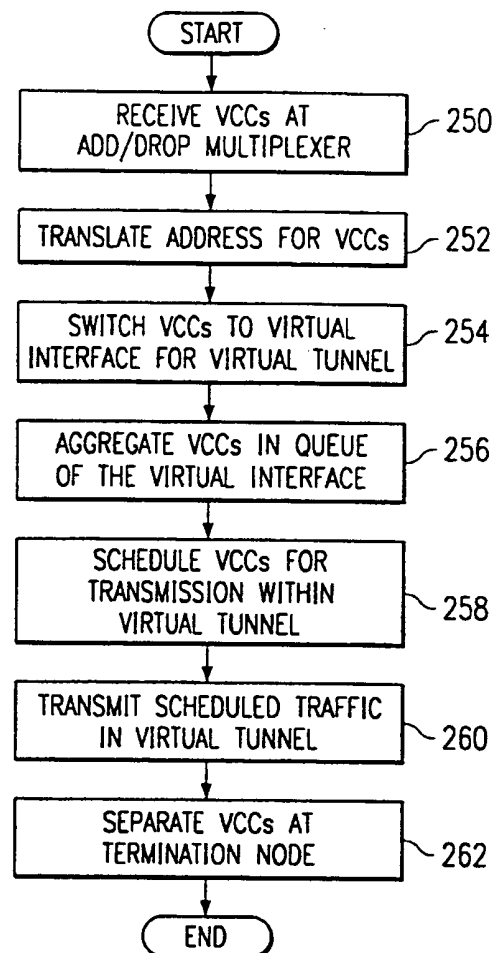 START
RECEIVE VCCs AT
ADD/DROP MULTIPLEXER
250
TRANSLATE ADDRESS FOR VCCs
252
SWITCH VCCs TO VIRTUAL
INTERFACE FOR VIRTUAL TUNNEL
254
AGGREGATE VCCs IN QUEUE
OF THE VIRTUAL INTERFACE
256
SCHEDULE VCCs FOR
TRANSMISSION WITHIN
VIRTUAL TUNNEL
258
TRANSMIT SCHEDULED TRAFFIC
IN VIRTUAL TUNNEL
260
SEPARATE VCCs AT
TERMINATION NODE
262
END